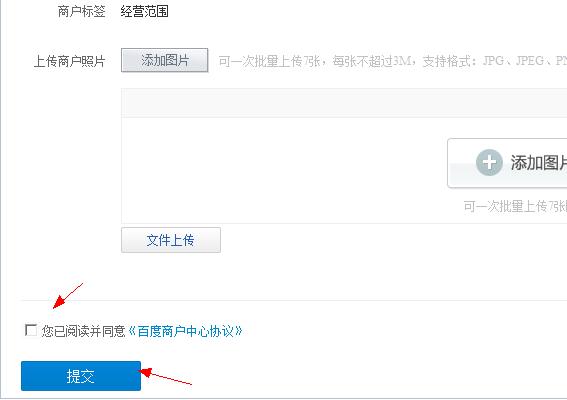 商户标签 经营范围
上传商户照片 添加图片 可一次批量上传7张，每张不超过3M，支持格式：JPG、JPEG、PN
添加图片
可一次批量上传7张
文件上传
您已阅读并同意《百度商户中心协议》
提交